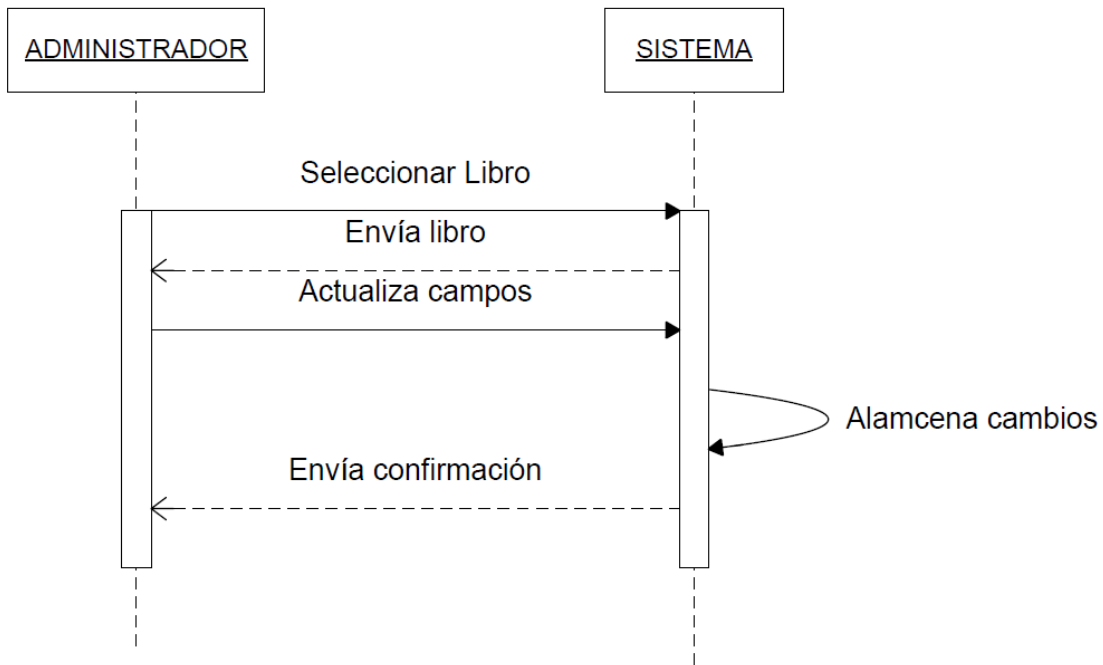 ADMINISTRADOR
SISTEMA
Seleccionar Libro
Envía libro
Actualiza campos
Alamcena cambios
Envía confirmación